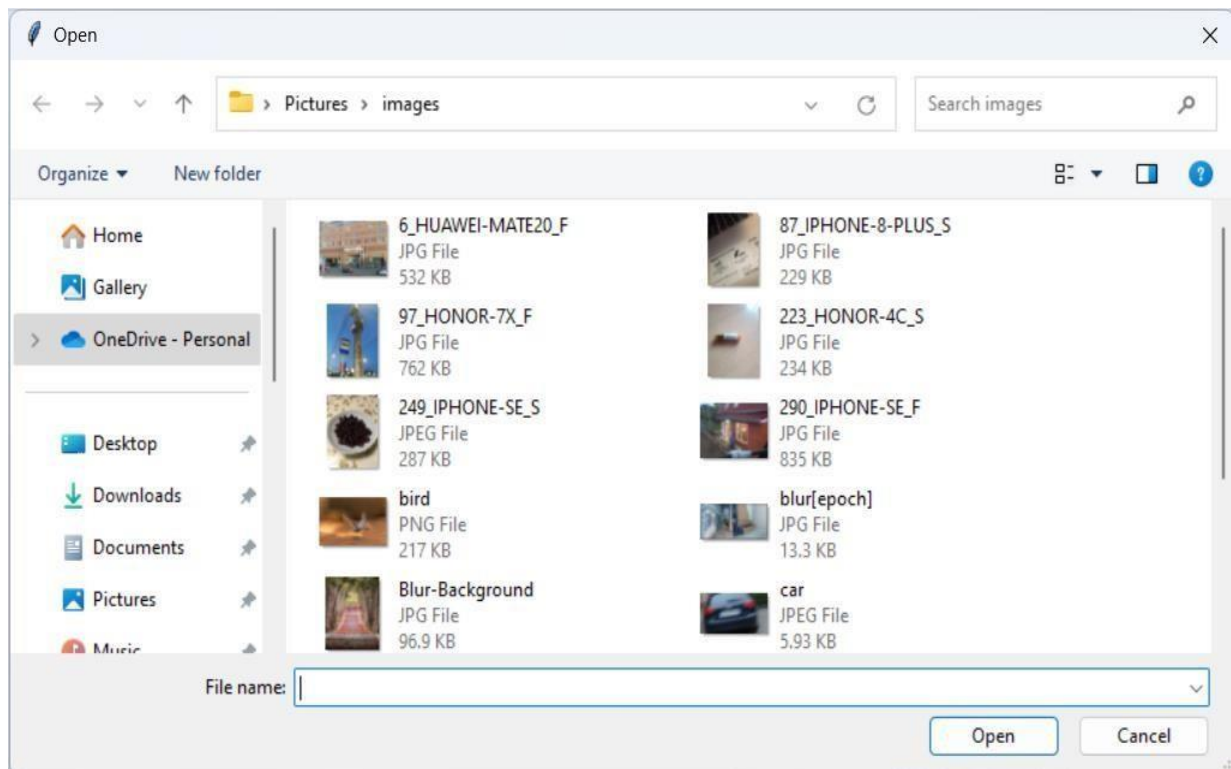 Open
Pictures > images
Search images
Organize
New folder
Home
Gallery
OneDrive - Personal
Desktop
Downloads
Documents
Pictures
Music
6_HUAWEI-MATE20_F
JPG File
532 KB
87_IPHONE-8-PLUS_S
JPG File
229 KB
97_HONOR-7X_F
JPG File
762 KB
223_HONOR-4C_S
JPG File
234 KB
249_IPHONE-SE_S
JPEG File
287 KB
290_IPHONE-SE_F
JPG File
835 KB
bird
PNG File
217 KB
blur[epoch]
JPG File
13.3 KB
Blur-Background
JPG File
96.9 KB
car
JPEG File
5.93 KB
File name:
Open
Cancel